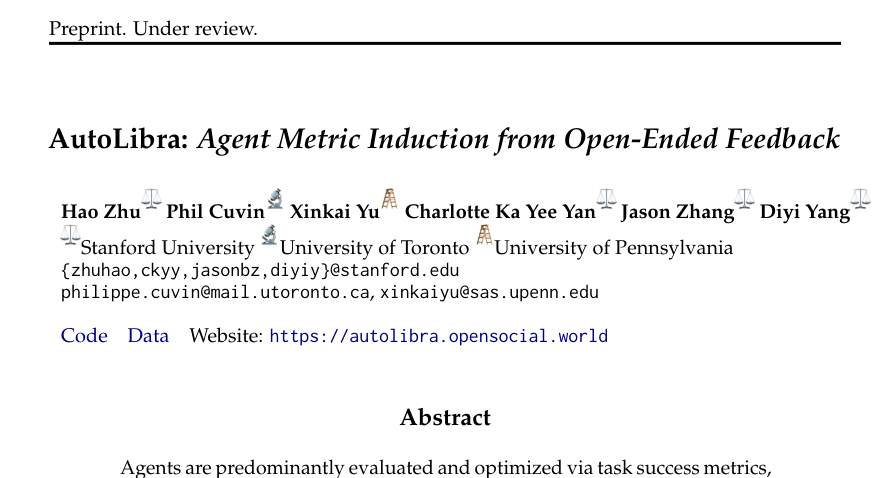 Preprint. Under review.
AutoLibra: Agent Metric Induction from Open-Ended Feedback
Hao Zhu Phil Cuvin Xinkai Yu Charlotte Ka Yee Yan Jason Zhang Diyi Yang
Stanford University University of Toronto University of Pennsylvania
{zhuhao,ckyy,jasonbz,diyiy}@stanford.edu
philippe.cuvin@mail.utoronto.ca, xinkaiyu@sas.upenn.edu
Code Data Website: https://autolibra.opensocial.world
Abstract
Agents are predominantly evaluated and optimized via task success metrics,